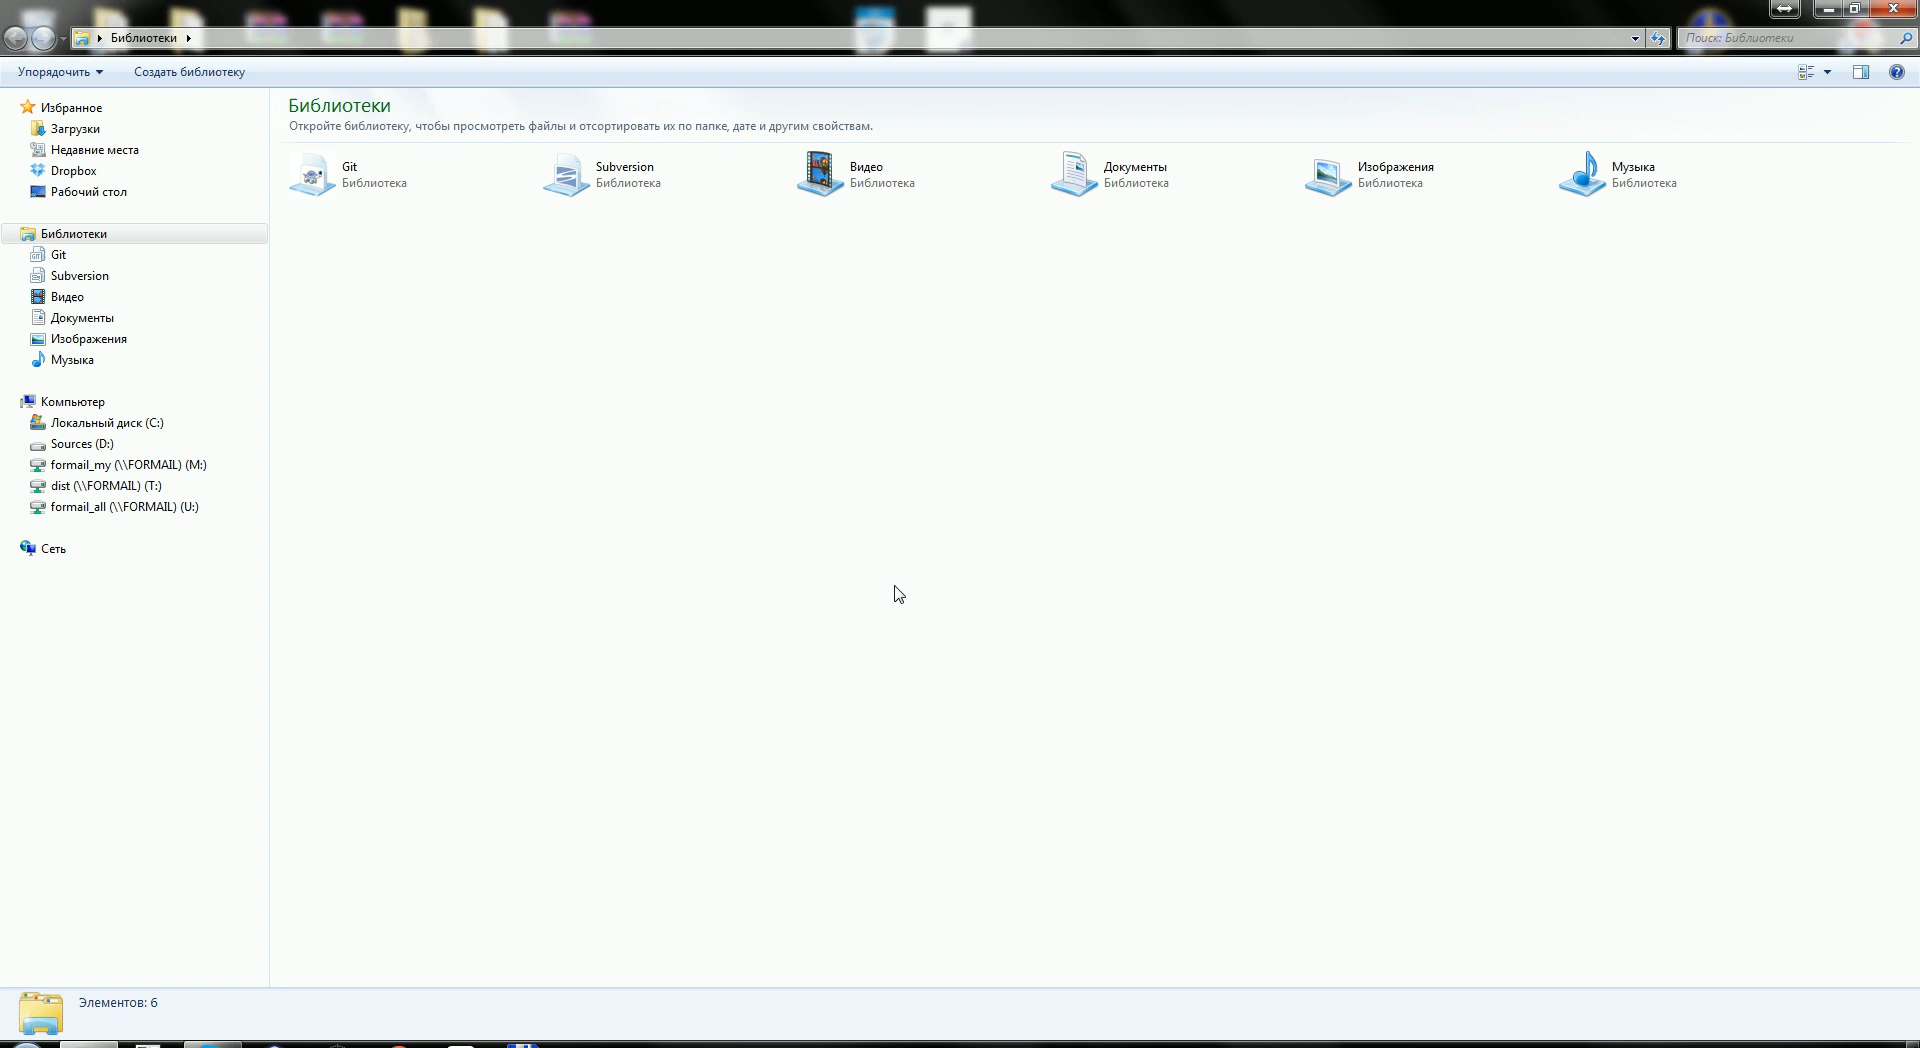 Библиотеки
Поиск: Библиотеки
Упорядочить
Создать библиотеку
Избранное
Загрузки
Недавние места
Dropbox
Рабочий стол
Библиотеки
Git
Subversion
Видео
Документы
Изображения
Музыка
Компьютер
Локальный диск (C:)
Sources (D:)
formail_my (\\FORMAIL) (M:)
dist (\\FORMAIL) (T:)
formail_all (\\FORMAIL) (U:)
Сеть
Библиотеки
Откройте библиотеку, чтобы просмотреть файлы и отсортировать их по папке, дате и другим свойствам.
Git
Библиотека
Subversion
Библиотека
Видео
Библиотека
Документы
Библиотека
Изображения
Библиотека
Музыка
Библиотека
Элементов: 6